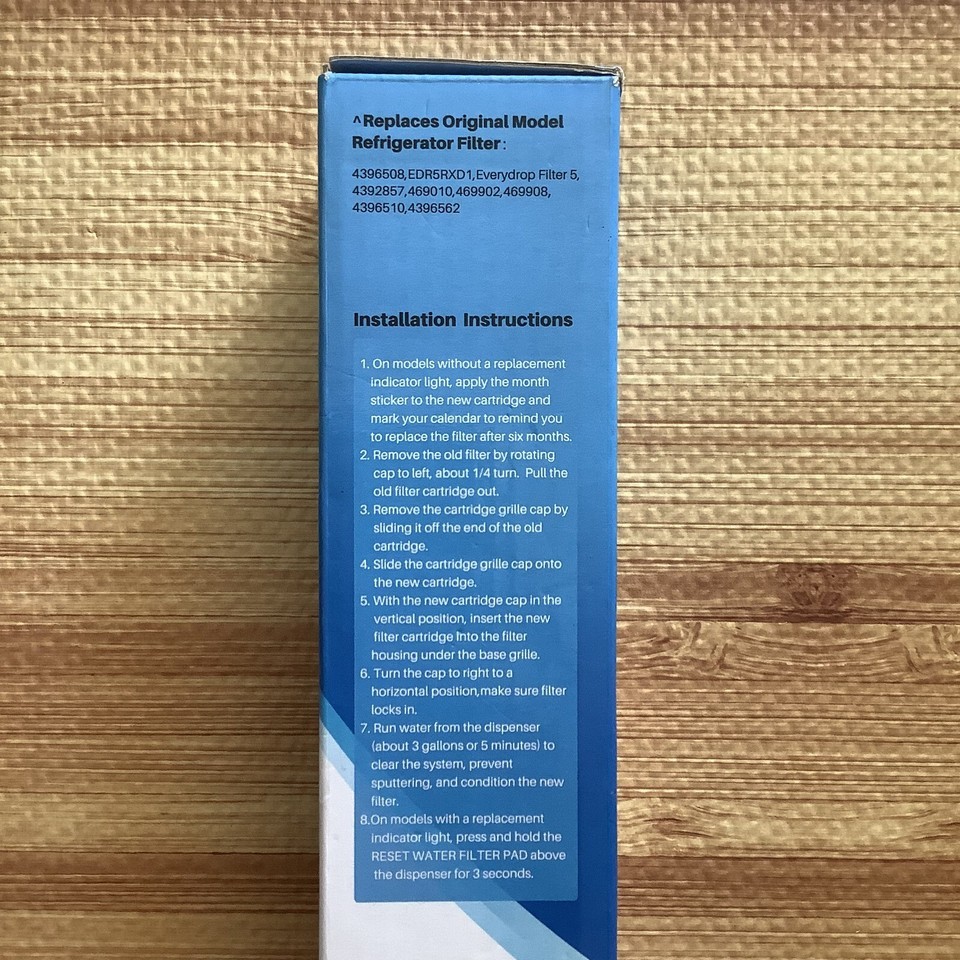 ^Replaces Original Model
Refrigerator Filter:
4396508,EDR5RXD1,Everydrop Filter 5,
4392857,469010,469902,469908,
4396510,4396562
Installation Instructions
1. On models without a replacement
indicator light, apply the month
sticker to the new cartridge and
mark your calendar to remind you
to replace the filter after six months.
2. Remove the old filter by rotating
cap to left, about 1/4 turn. Pull the
old filter cartridge out.
3. Remove the cartridge grille cap by
sliding it off the end of the old
cartridge.
4. Slide the cartridge grille cap onto
the new cartridge.
5. With the new cartridge cap in the
vertical position, insert the new
filter cartridge into the filter
housing under the base grille.
6. Turn the cap to right to a
horizontal position,make sure filter
locks in.
7. Run water from the dispenser
(about 3 gallons or 5 minutes) to
clear the system, prevent
sputtering, and condition the new
filter.
8.On models with a replacement
indicator light, press and hold the
RESET WATER FILTER PAD above
the dispenser for 3 seconds.